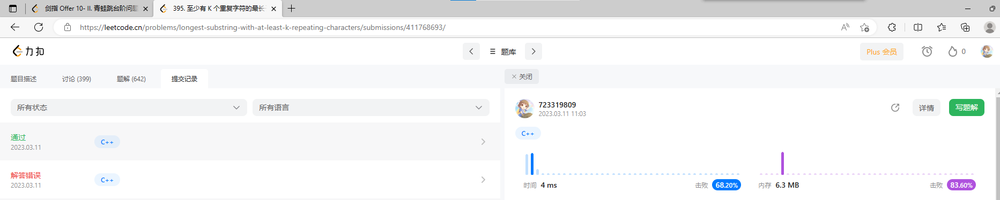 剑指 Offer 10- II. 青蛙跳台阶问题
395. 至少有 K 个重复字符的最长
https://leetcode.cn/problems/longest-substring-with-at-least-k-repeating-characters/submissions/411768693/
力扣 题库 Plus 会员 0
题目描述 讨论 (399) 题解 (642) 提交记录 关闭
所有状态 所有语言
723319809
2023.03.11 11:03
详情 写题解
C++
通过
2023.03.11
C++
解答错误
2023.03.11
C++
时间 4 ms 击败 68.20%
内存 6.3 MB 击败 83.60%